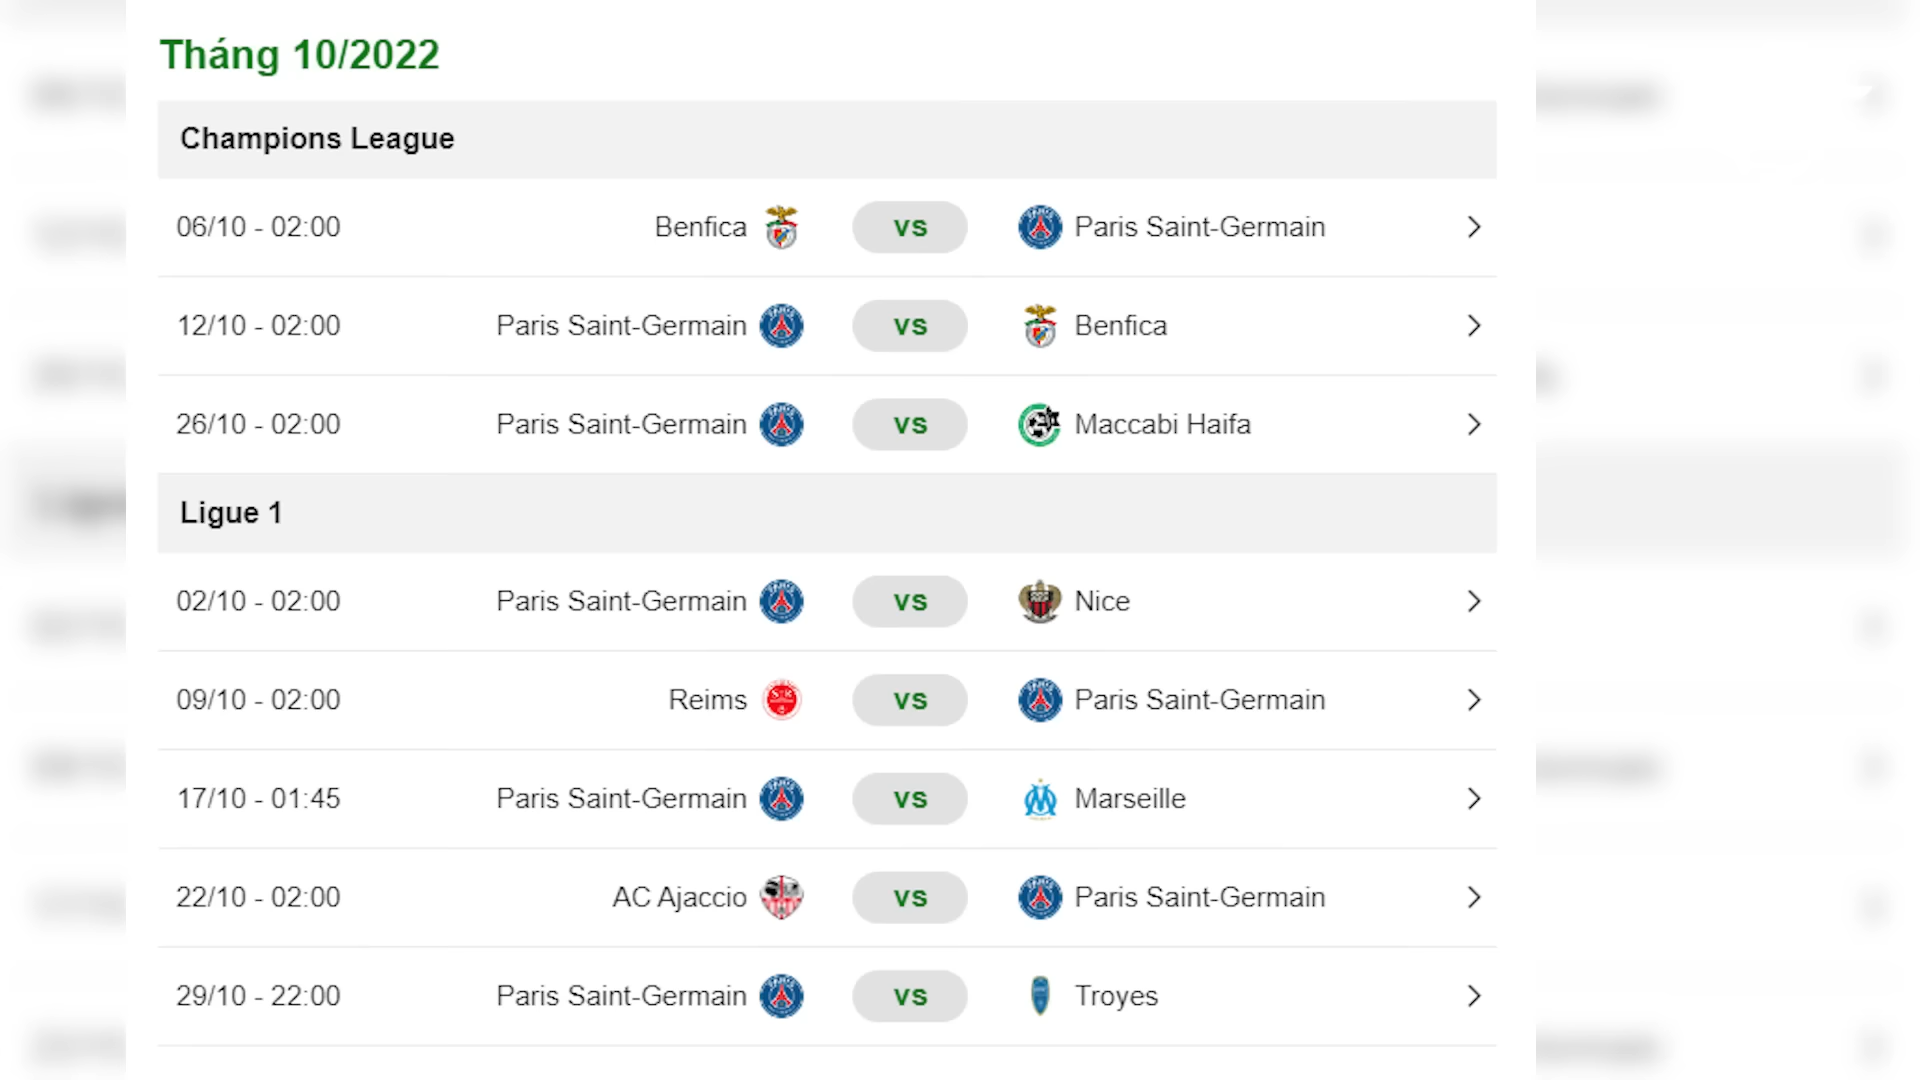 Tháng 10/2022
Champions League
06/10 - 02:00 Benfica vs Paris Saint-Germain
12/10 - 02:00 Paris Saint-Germain vs Benfica
26/10 - 02:00 Paris Saint-Germain vs Maccabi Haifa
Ligue 1
02/10 - 02:00 Paris Saint-Germain vs Nice
09/10 - 02:00 Reims vs Paris Saint-Germain
17/10 - 01:45 Paris Saint-Germain vs Marseille
22/10 - 02:00 AC Ajaccio vs Paris Saint-Germain
29/10 - 22:00 Paris Saint-Germain vs Troyes